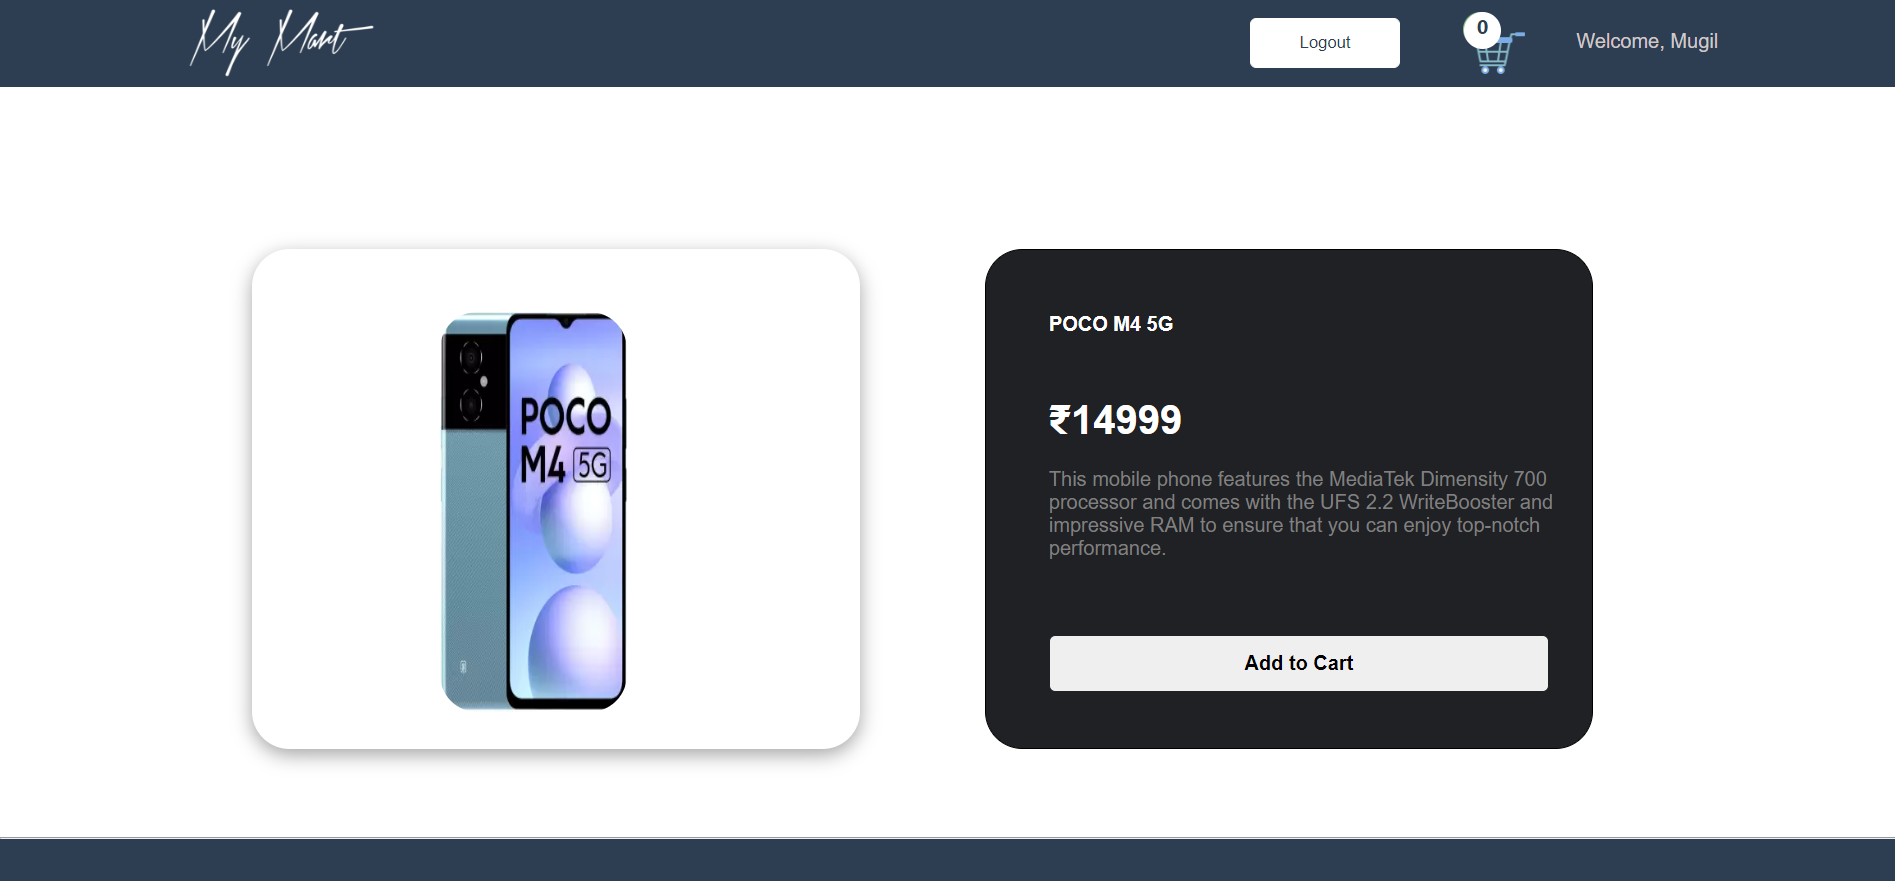 My Mart
Logout
0
Welcome, Mugil
POCO
M4 5G
POCO M4 5G
₹14999
This mobile phone features the MediaTek Dimensity 700
processor and comes with the UFS 2.2 WriteBooster and
impressive RAM to ensure that you can enjoy top-notch
performance.
Add to Cart